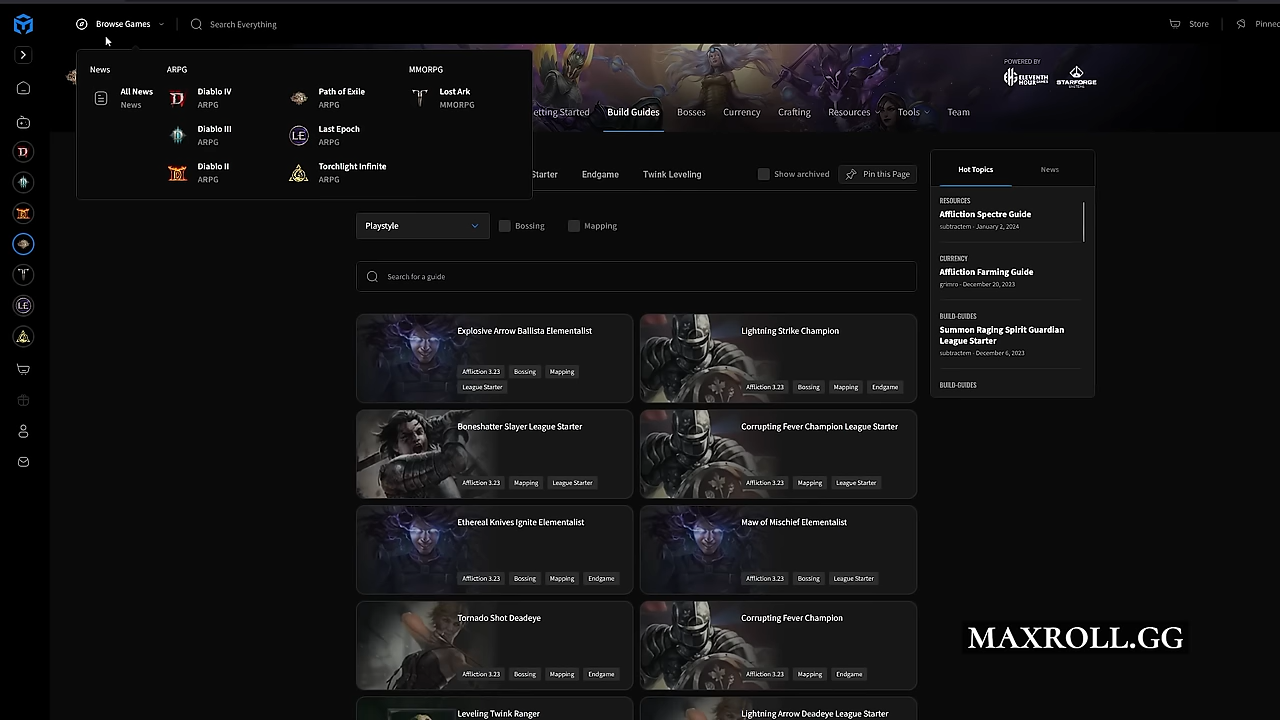 Browse Games
Search Everything
Store
Pinned
News
ARPG
MMORPG
All News
News
Diablo IV
ARPG
Path of Exile
ARPG
Lost Ark
MMORPG
Diablo III
ARPG
Last Epoch
ARPG
Diablo II
ARPG
Torchlight Infinite
ARPG
POWERED BY
ELEVENTH HOUR GAMES
STARFORGE
SYSTEMS
etting Started
Build Guides
Bosses
Currency
Crafting
Resources
Tools
Team
Starter
Endgame
Twink Leveling
Show archived
Pin this Page
Playstyle
Bossing
Mapping
Search for a guide
Explosive Arrow Ballista Elementalist
Affliction 3.23 Bossing Mapping
League Starter
Lightning Strike Champion
Affliction 3.23 Bossing Mapping Endgame
Boneshatter Slayer League Starter
Affliction 3.23 Mapping League Starter
Corrupting Fever Champion League Starter
Affliction 3.23 Mapping League Starter
Ethereal Knives Ignite Elementalist
Affliction 3.23 Bossing Mapping Endgame
Maw of Mischief Elementalist
Affliction 3.23 Bossing League Starter
Tornado Shot Deadeye
Affliction 3.23 Bossing Mapping Endgame
Corrupting Fever Champion
Affliction 3.23 Mapping Endgame
Leveling Twink Ranger
Lightning Arrow Deadeye League Starter
Hot Topics
News
RESOURCES
Affliction Spectre Guide
subtractem - January 2, 2024
CURRENCY
Affliction Farming Guide
grimro - December 20, 2023
BUILD-GUIDES
Summon Raging Spirit Guardian
League Starter
subtractem - December 6, 2023
BUILD-GUIDES
MAXROLL.GG